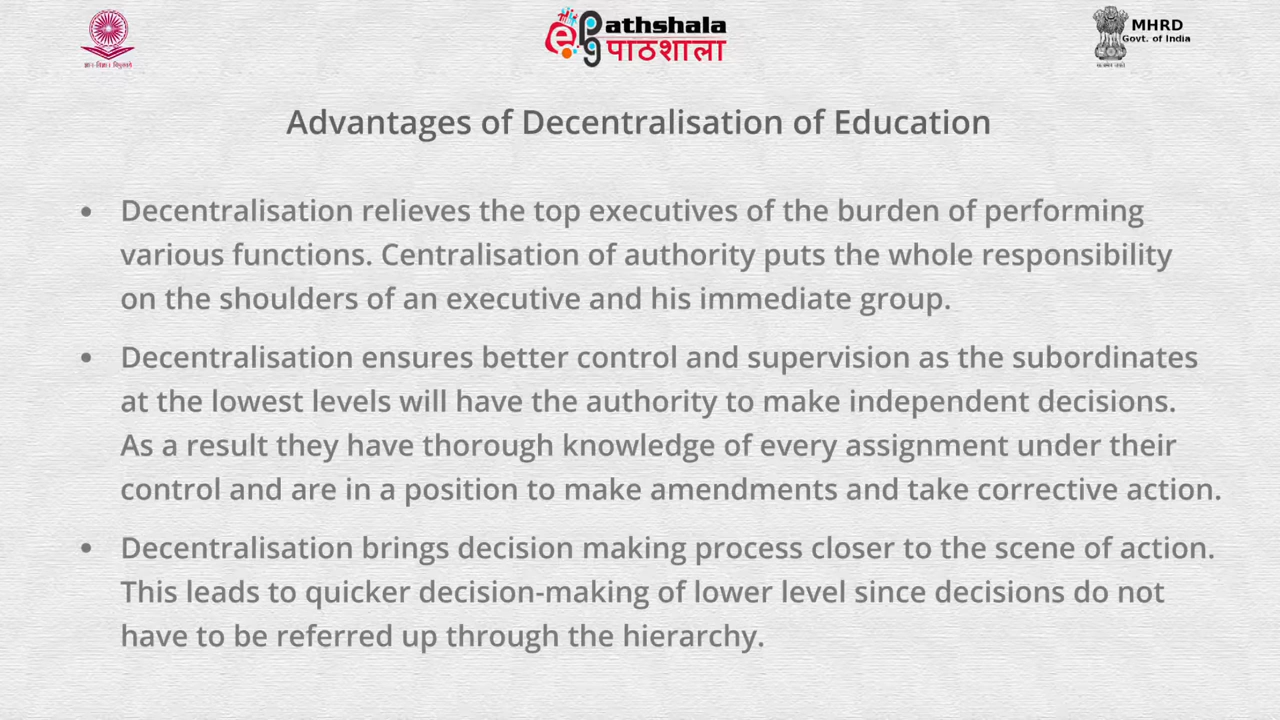 ePathshala
पाठशाला
MHRD
Govt. of India
Advantages of Decentralisation of Education
• Decentralisation relieves the top executives of the burden of performing
various functions. Centralisation of authority puts the whole responsibility
on the shoulders of an executive and his immediate group.
• Decentralisation ensures better control and supervision as the subordinates
at the lowest levels will have the authority to make independent decisions.
As a result they have thorough knowledge of every assignment under their
control and are in a position to make amendments and take corrective action.
• Decentralisation brings decision making process closer to the scene of action.
This leads to quicker decision-making of lower level since decisions do not
have to be referred up through the hierarchy.